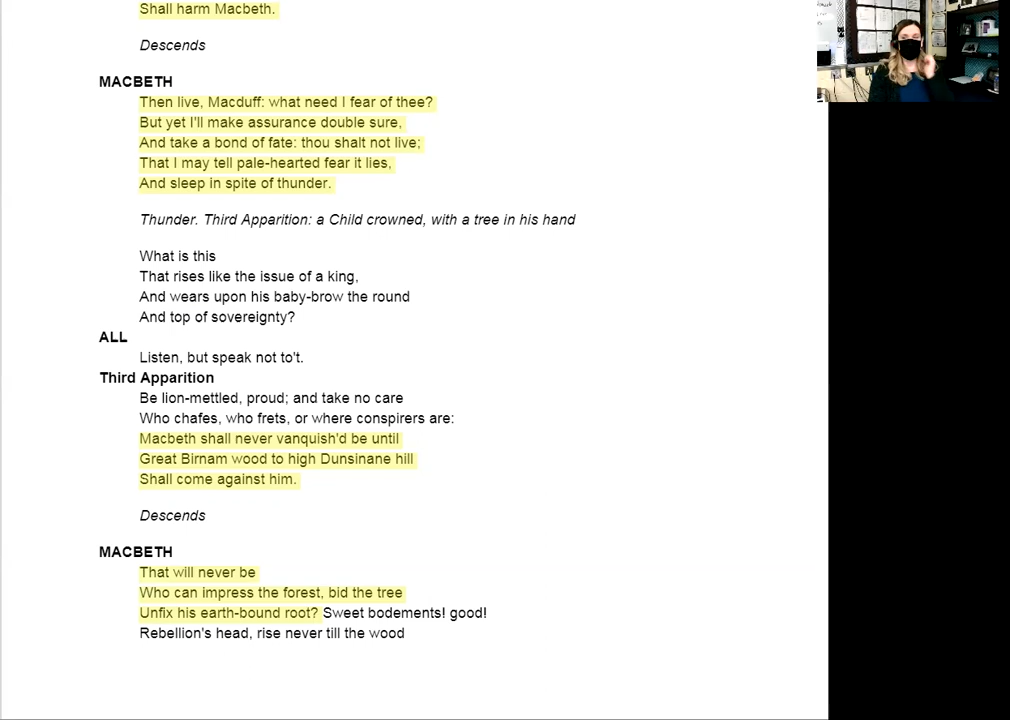 Shall harm Macbeth.
Descends
MACBETH
Then live, Macduff: what need I fear of thee?
But yet I'll make assurance double sure,
And take a bond of fate: thou shalt not live;
That I may tell pale-hearted fear it lies,
And sleep in spite of thunder.
Thunder. Third Apparition: a Child crowned, with a tree in his hand
What is this
That rises like the issue of a king,
And wears upon his baby-brow the round
And top of sovereignty?
ALL
Listen, but speak not to't.
Third Apparition
Be lion-mettled, proud; and take no care
Who chafes, who frets, or where conspirers are:
Macbeth shall never vanquish'd be until
Great Birnam wood to high Dunsinane hill
Shall come against him.
Descends
MACBETH
That will never be
Who can impress the forest, bid the tree
Unfix his earth-bound root? Sweet bodements! good!
Rebellion's head, rise never till the wood